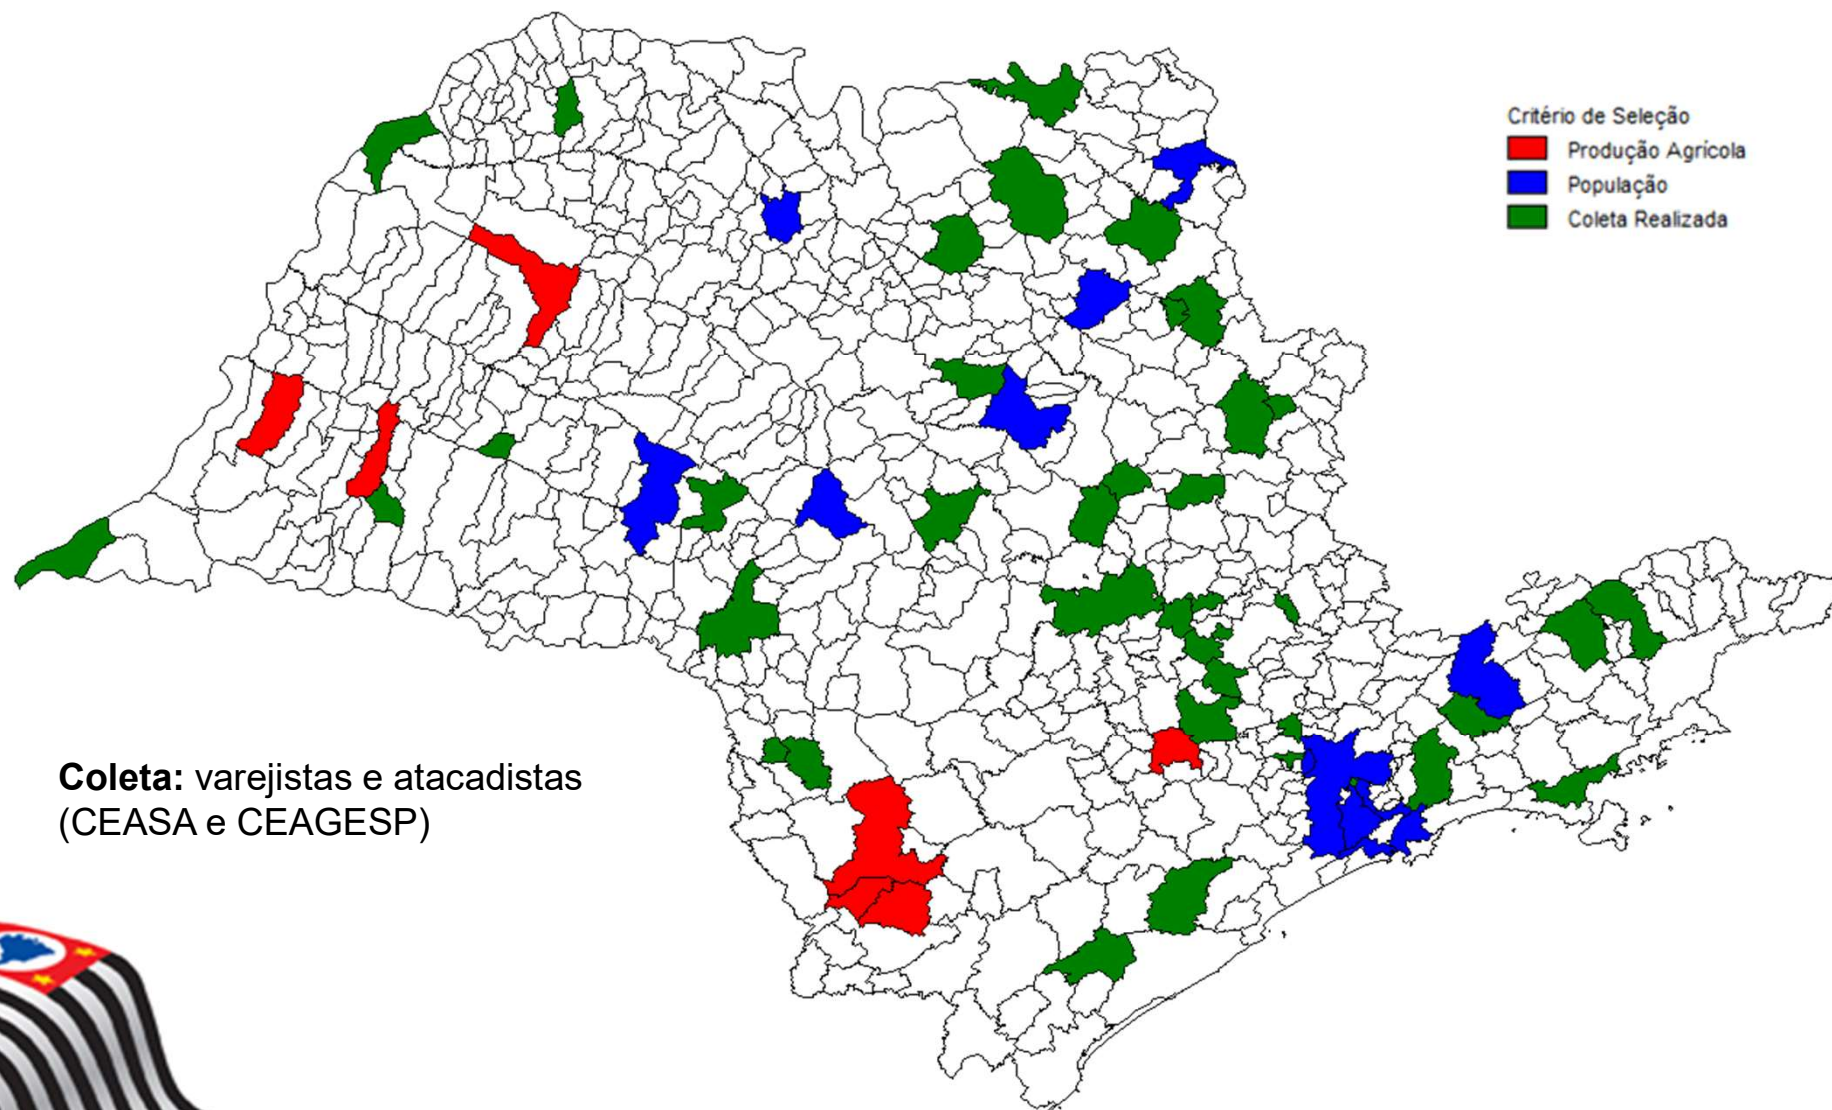 Critério de Seleção
Produção Agrícola
População
Coleta Realizada
Coleta: varejistas e atacadistas
(CEASA e CEAGESP)